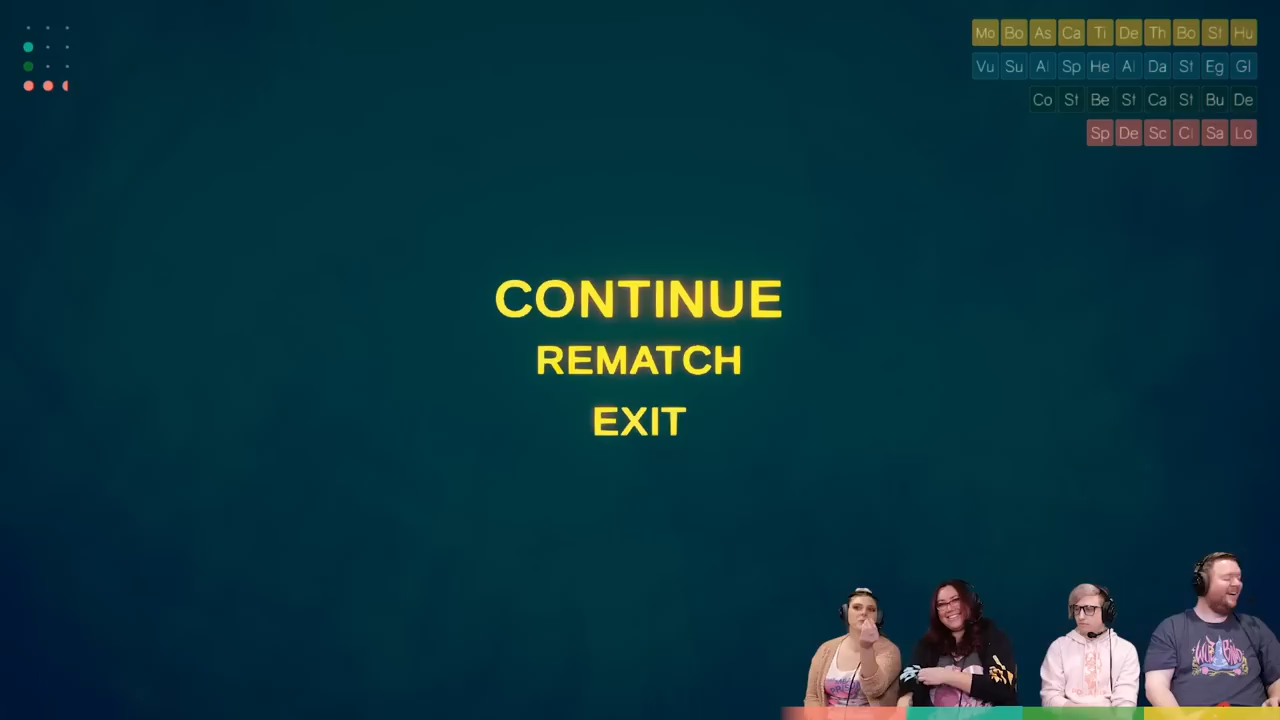 Mo Bo As Ca Ti De Th Bo St Hu
Vu Su Al Sp He Al Da St Eg Gl
Co St Be St Ca St Bu De
Sp De Sc Cl Sa Lo
CONTINUE
REMATCH
EXIT